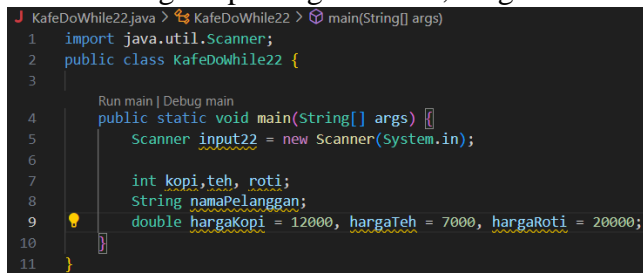 KafeDoWhile22.java > KafeDoWhile22 > main(String[] args)
1 import java.util.Scanner;
2 public class KafeDoWhile22 {
3
Run main | Debug main
4 public static void main(String[] args) {
5 Scanner input22 = new Scanner(System.in);
6
7 int kopi,teh, roti;
8 String namaPelanggan;
9 double hargaKopi = 12000, hargaTeh = 7000, hargaRoti = 20000;
10 }
11 }